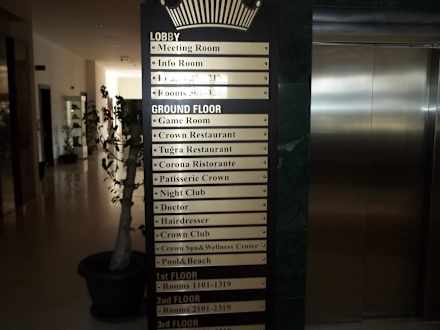 LOBBY
Meeting Room
Info Room
Rooms
GROUND FLOOR
Game Room
Crown Restaurant
Tuğra Restaurant
Corona Ristorante
Patisserie Crown
Night Club
Doctor
Hairdresser
Crown Club
Crown Spa&Wellness Center
Pool&Beach
1st FLOOR
Rooms 1101-1319
2nd FLOOR
Rooms 2101-2319
3rd FLOOR